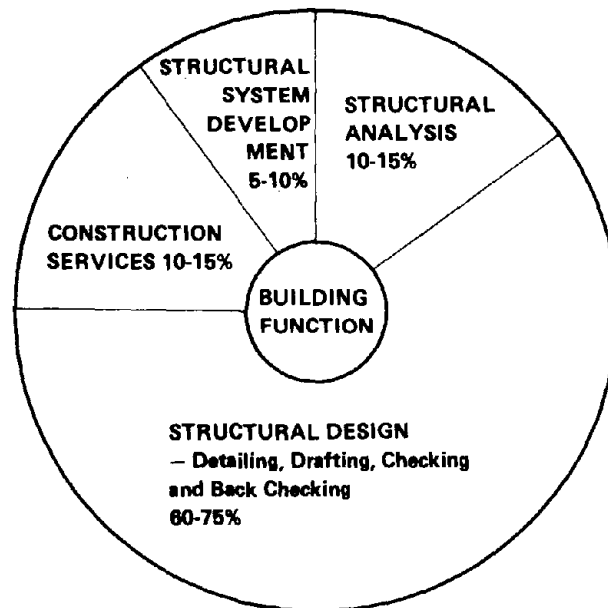 STRUCTURAL
SYSTEM
DEVELOP
MENT
5-10%
STRUCTURAL
ANALYSIS
10-15%
CONSTRUCTION
SERVICES 10-15%
BUILDING
FUNCTION
STRUCTURAL DESIGN
— Detailing, Drafting, Checking
and Back Checking
60-75%